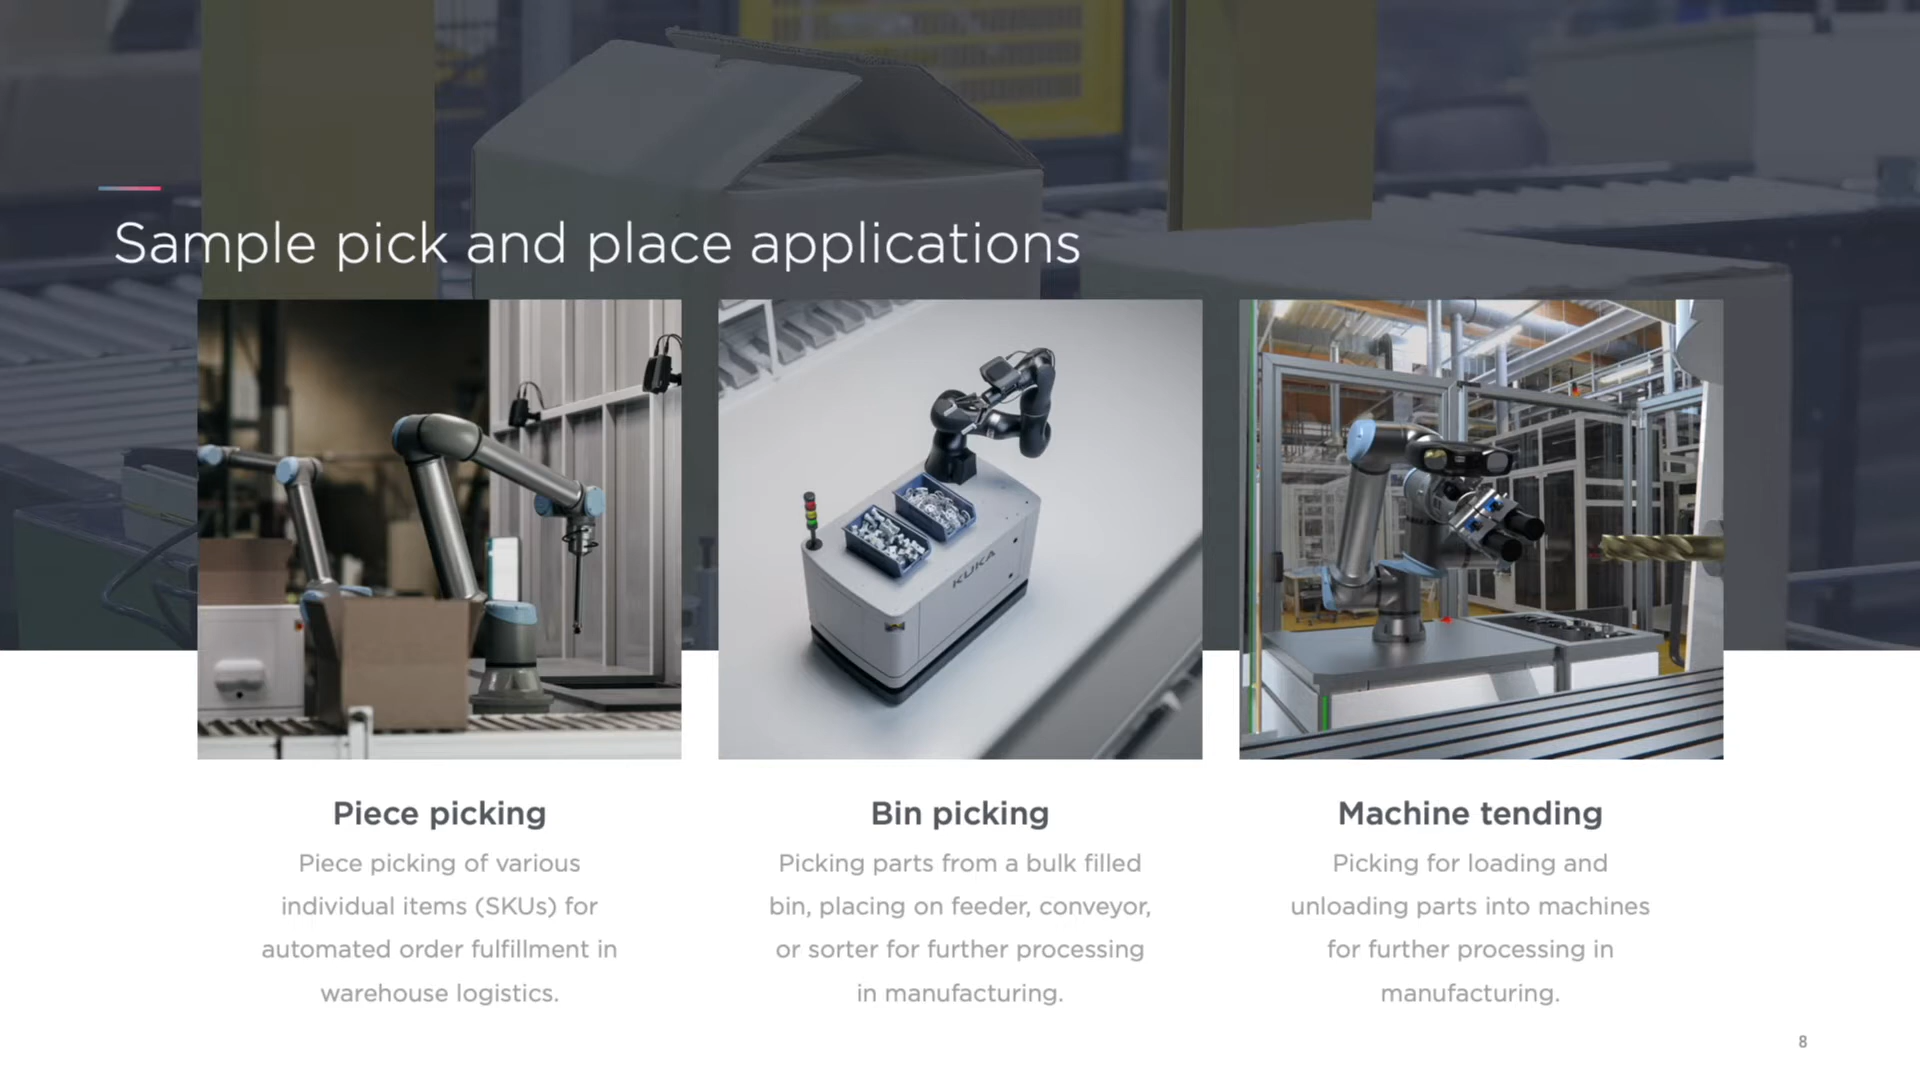 Sample pick and place applications
KUKA
Piece picking
Piece picking of various
individual items (SKUs) for
automated order fulfillment in
warehouse logistics.
Bin picking
Picking parts from a bulk filled
bin, placing on feeder, conveyor,
or sorter for further processing
in manufacturing.
Machine tending
Picking for loading and
unloading parts into machines
for further processing in
manufacturing.
8